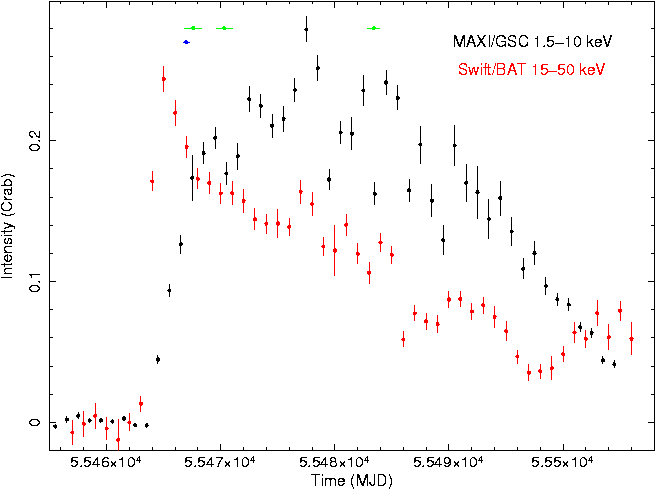 MAXI/GSC 1.5–10 keV
Swift/BAT 15–50 keV
Intensity (Crab)
0.2
0.1
0
5.546×10⁴ 5.547×10⁴ 5.548×10⁴ 5.549×10⁴ 5.55×10⁴
Time (MJD)